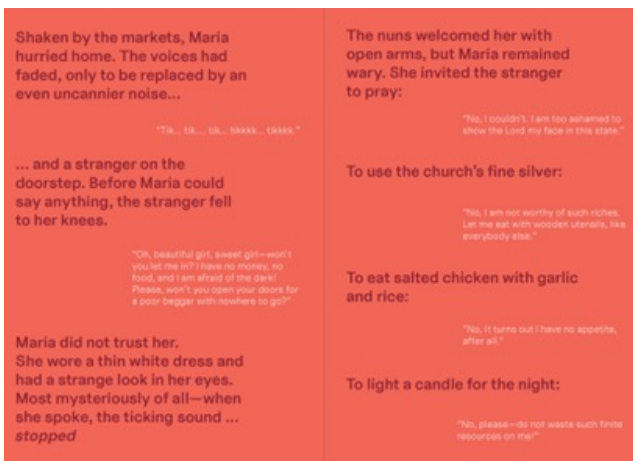 Shaken by the markets, Maria
hurried home. The voices had
faded, only to be replaced by an
even uncannier noise...
"Tik... tik.... tik... tikkkk... tikkkk."
... and a stranger on the
doorstep. Before Maria could
say anything, the stranger fell
to her knees.
"Oh, beautiful girl, sweet girl—won't
you let me in? I have no money, no
food, and I am afraid of the dark!
Please, won't you open your doors for
a poor beggar with nowhere to go?"
Maria did not trust her.
She wore a thin white dress and
had a strange look in her eyes.
Most mysteriously of all—when
she spoke, the ticking sound ...
stopped
The nuns welcomed her with
open arms, but Maria remained
wary. She invited the stranger
to pray:
"No, I couldn't. I am too ashamed to
show the Lord my face in this state."
To use the church's fine silver:
"No, I am not worthy of such riches.
Let me eat with wooden utensils, like
everybody else."
To eat salted chicken with garlic
and rice:
"No, it turns out I have no appetite,
after all."
To light a candle for the night:
"No, please—do not waste such finite
resources on me!"